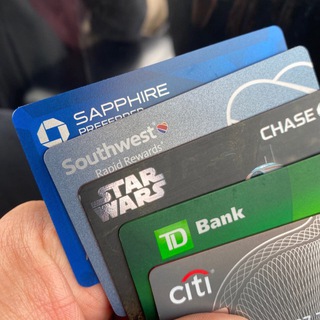 SAPPHIRE
PREFERRED
Southwest
Rapid Rewards®
STAR
WARS
CHASE
TD Bank
citi